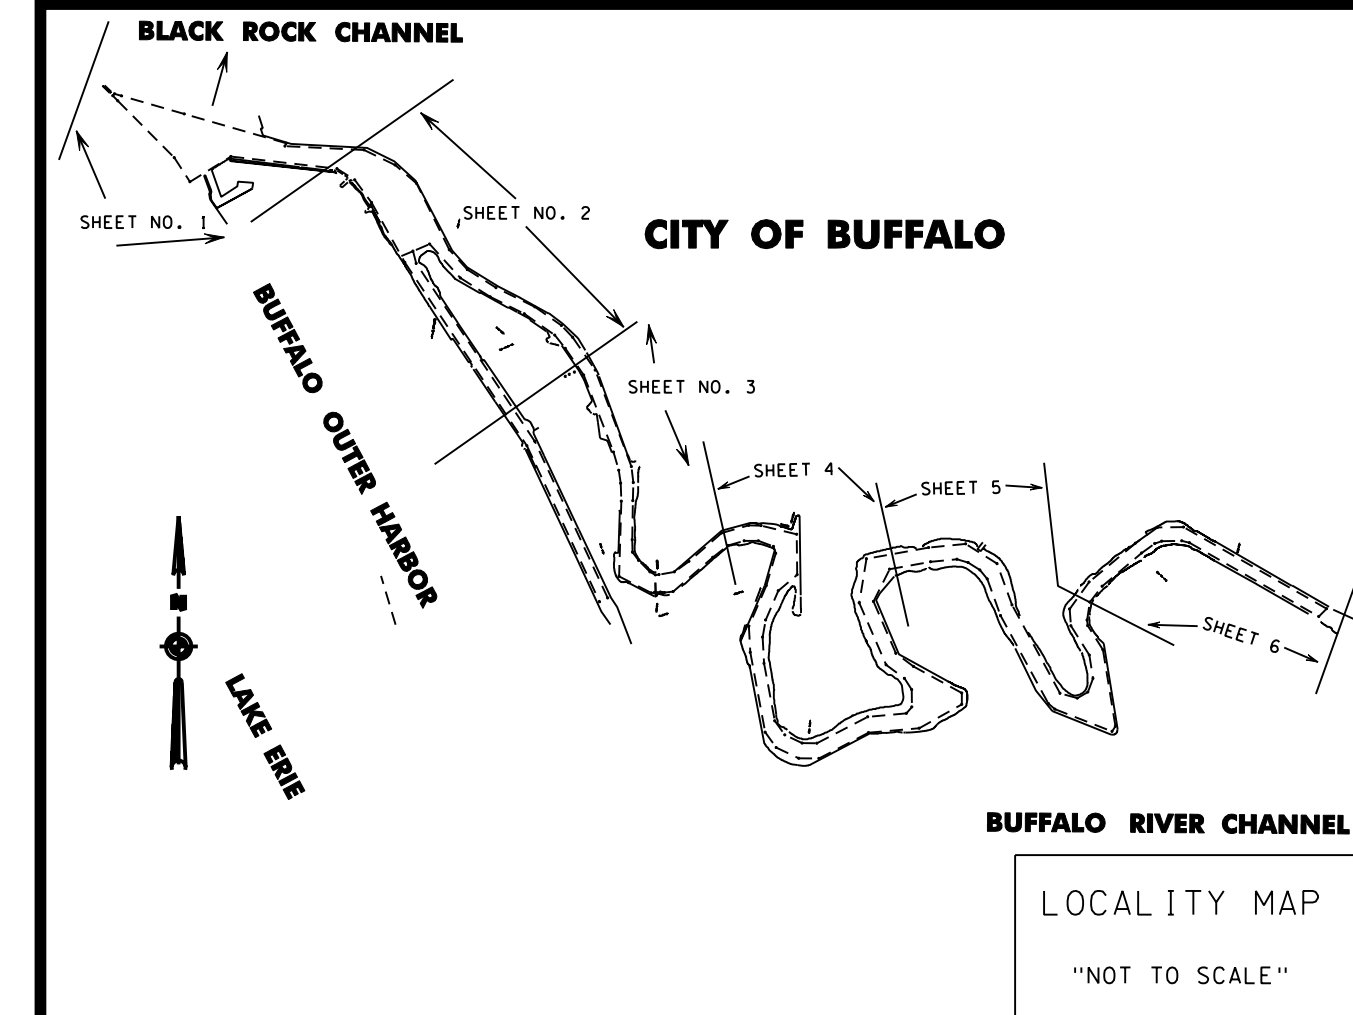 BLACK ROCK CHANNEL
SHEET NO. 1
SHEET NO. 2
CITY OF BUFFALO
BUFFALO OUTER HARBOR
SHEET NO. 3
SHEET 4
SHEET 5
N
SHEET 6
LAKE ERIE
BUFFALO RIVER CHANNEL
LOCALITY MAP
"NOT TO SCALE"